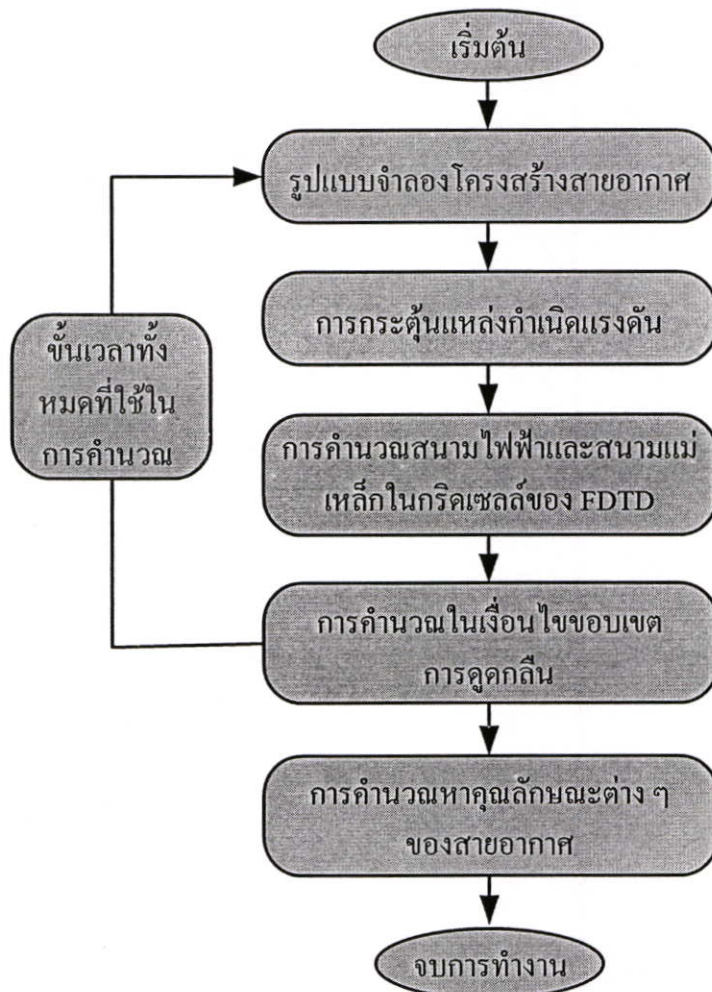 เริ่มต้น
รูปแบบจำลองโครงสร้างสายอากาศ
การกระตุ้นแหล่งกำเนิดแรงดัน
ขั้นเวลาทั้ง
หมดที่ใช้ใน
การคำนวณ
การคำนวณสนามไฟฟ้าและสนามแม่
เหล็กในกริดเซลล์ของ FDTD
การคำนวณในเงื่อนไขขอบเขต
การดูดกลืน
การคำนวณหาคุณลักษณะต่าง ๆ
ของสายอากาศ
จบการทำงาน